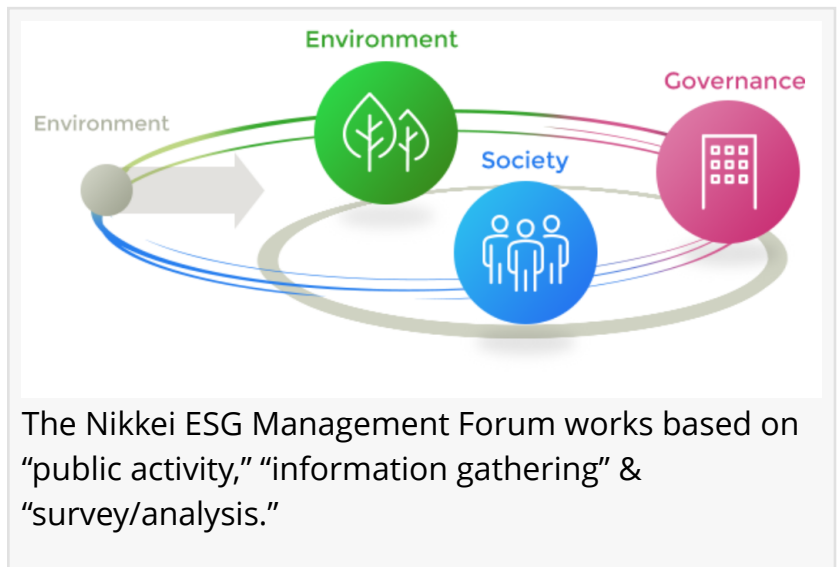 Environment
Governance
Environment
Society
The Nikkei ESG Management Forum works based on
“public activity,” “information gathering” &
“survey/analysis.”